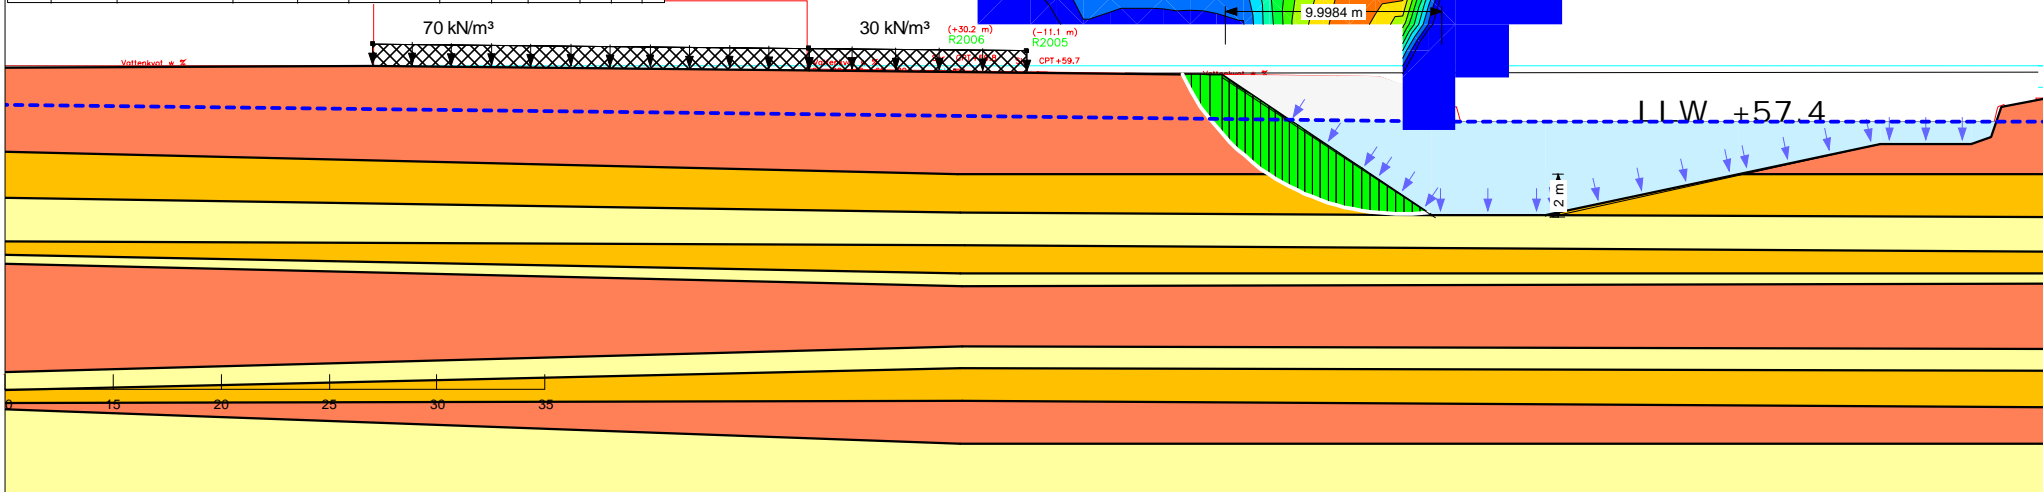 9.9984 m
70 kN/m³
30 kN/m³
(+30.2 m)
R2006
(-11.1 m)
R2005
CPT+59.7
LLW +57.4
2 m
0
15
20
25
30
35